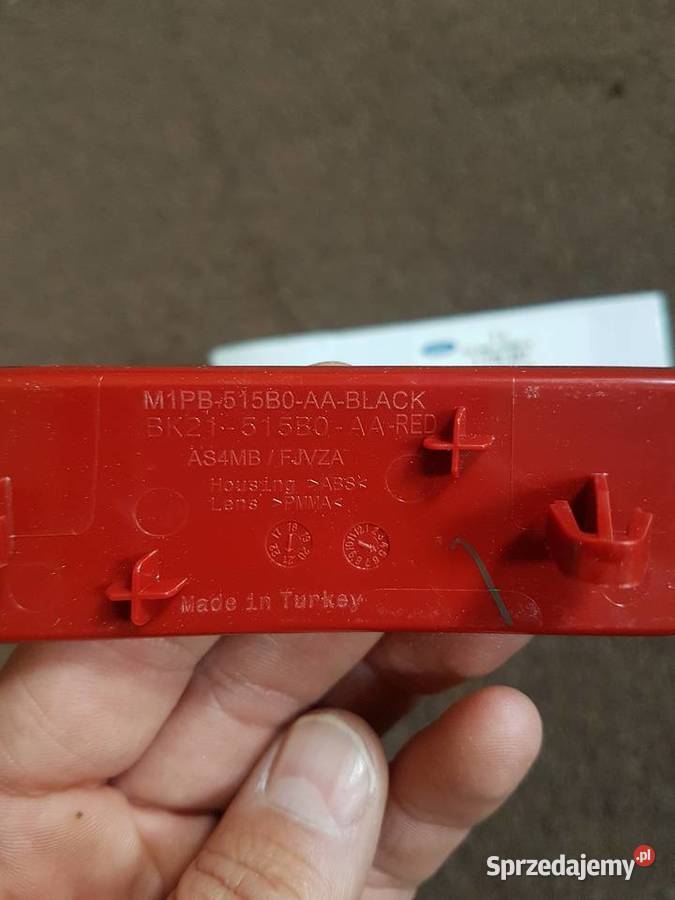 M1PB-515B0-AA-BLACK
BK21-515B0-AA-RED
AS4MB / FJVZA
Housing >ABS<
Lens >PMMA<
Made in Turkey
Sprzedajemy.pl